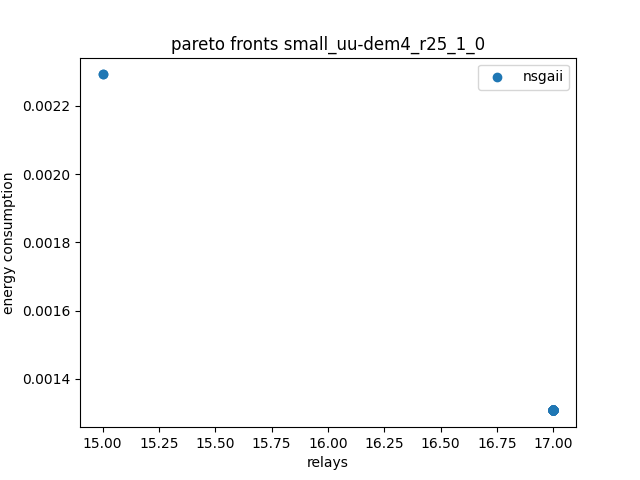 pareto fronts small_uu-dem4_r25_1_0
nsgaii
energy consumption
0.0022
0.0020
0.0018
0.0016
0.0014
15.00 15.25 15.50 15.75 16.00 16.25 16.50 16.75 17.00
relays